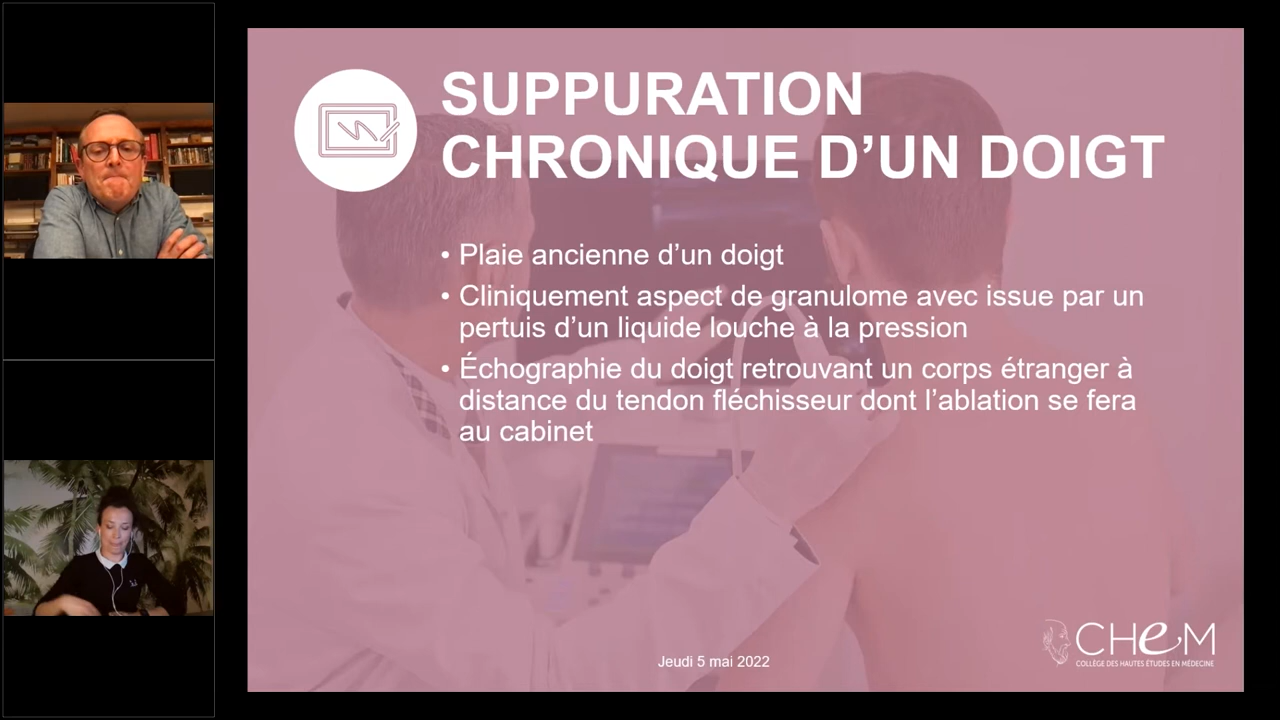 SUPPURATION
CHRONIQUE D’UN DOIGT
• Plaie ancienne d’un doigt
• Cliniquement aspect de granulome avec issue par un
pertuis d’un liquide louche à la pression
• Échographie du doigt retrouvant un corps étranger à
distance du tendon fléchisseur dont l’ablation se fera
au cabinet
Jeudi 5 mai 2022
CHeM
COLLÈGE DES HAUTES ÉTUDES EN MÉDECINE